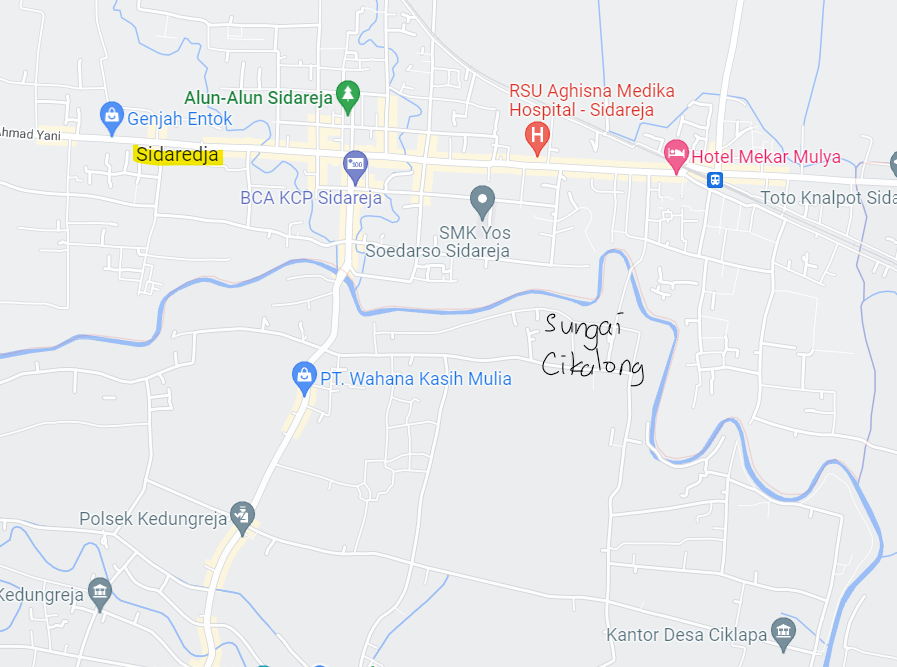 RSU Aghisna Medika
Hospital - Sidareja
Alun-Alun Sidareja
Genjah Entok
Ahmad Yani
Sidaredja
Hotel Mekar Mulya
BCA KCP Sidareja
Toto Knalpot Sida
SMK Yos
Soedarso Sidareja
Sungai
Cikalong
PT. Wahana Kasih Mulia
Polsek Kedungreja
Kedungreja
Kantor Desa Ciklapa